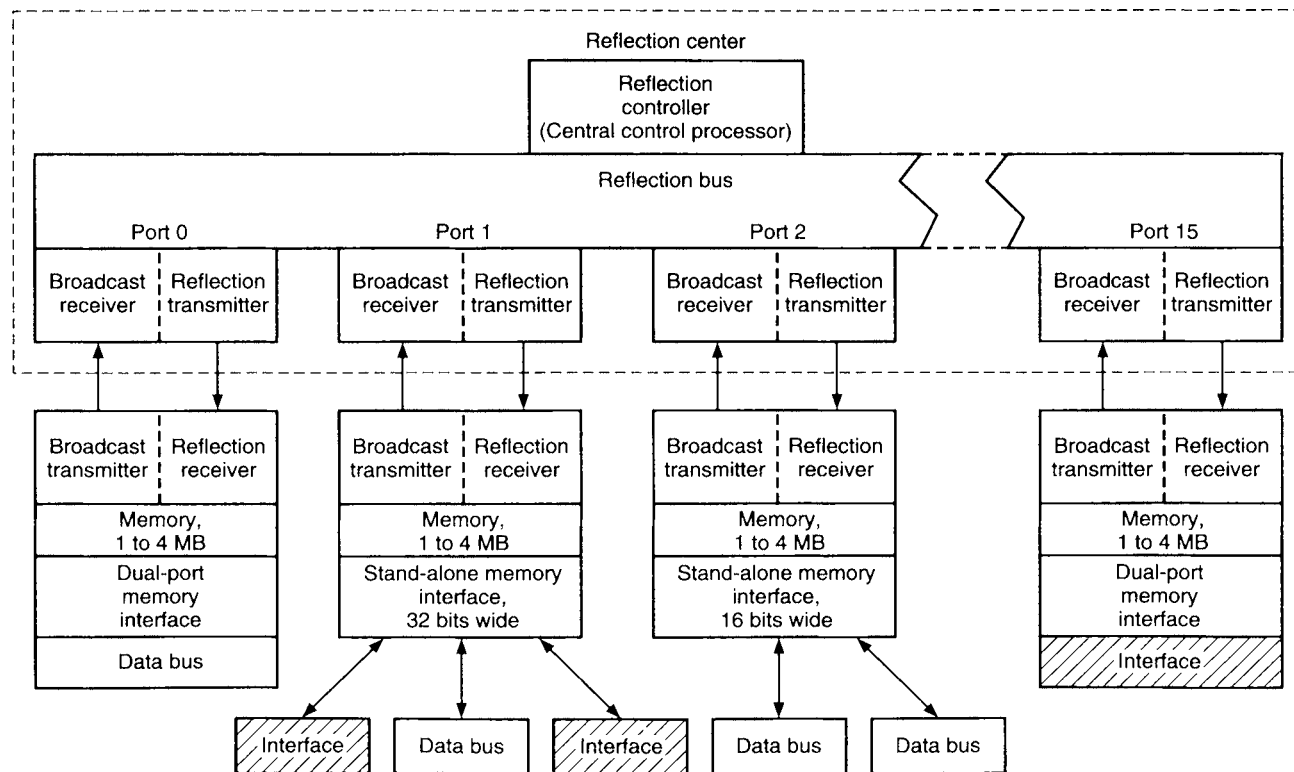 Reflection center
Reflection
controller
(Central control processor)
Reflection bus
Port 0
Port 1
Port 2
Port 15
Broadcast
receiver
Reflection
transmitter
Broadcast
receiver
Reflection
transmitter
Broadcast
receiver
Reflection
transmitter
Broadcast
receiver
Reflection
transmitter
Broadcast
transmitter
Reflection
receiver
Memory,
1 to 4 MB
Dual-port
memory
interface
Data bus
Broadcast
transmitter
Reflection
receiver
Memory,
1 to 4 MB
Stand-alone memory
interface,
32 bits wide
Interface
Data bus
Interface
Broadcast
transmitter
Reflection
receiver
Memory,
1 to 4 MB
Stand-alone memory
interface,
16 bits wide
Data bus
Data bus
Broadcast
transmitter
Reflection
receiver
Memory,
1 to 4 MB
Dual-port
memory
interface
Interface